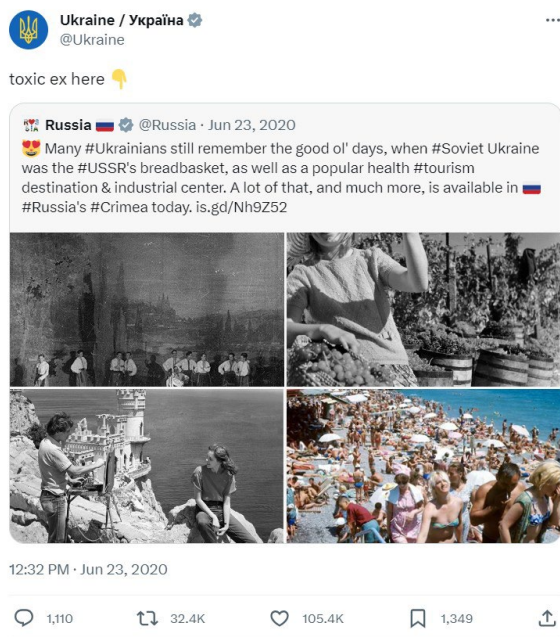 Ukraine / Україна
@Ukraine
toxic ex here 👇
Russia 🇷🇺 @Russia · Jun 23, 2020
😍 Many #Ukrainians still remember the good ol' days, when #Soviet Ukraine
was the #USSR's breadbasket, as well as a popular health #tourism
destination & industrial center. A lot of that, and much more, is available in 🇷🇺
#Russia's #Crimea today. is.gd/Nh9Z52
12:32 PM · Jun 23, 2020
1,110 32.4K 105.4K 1,349